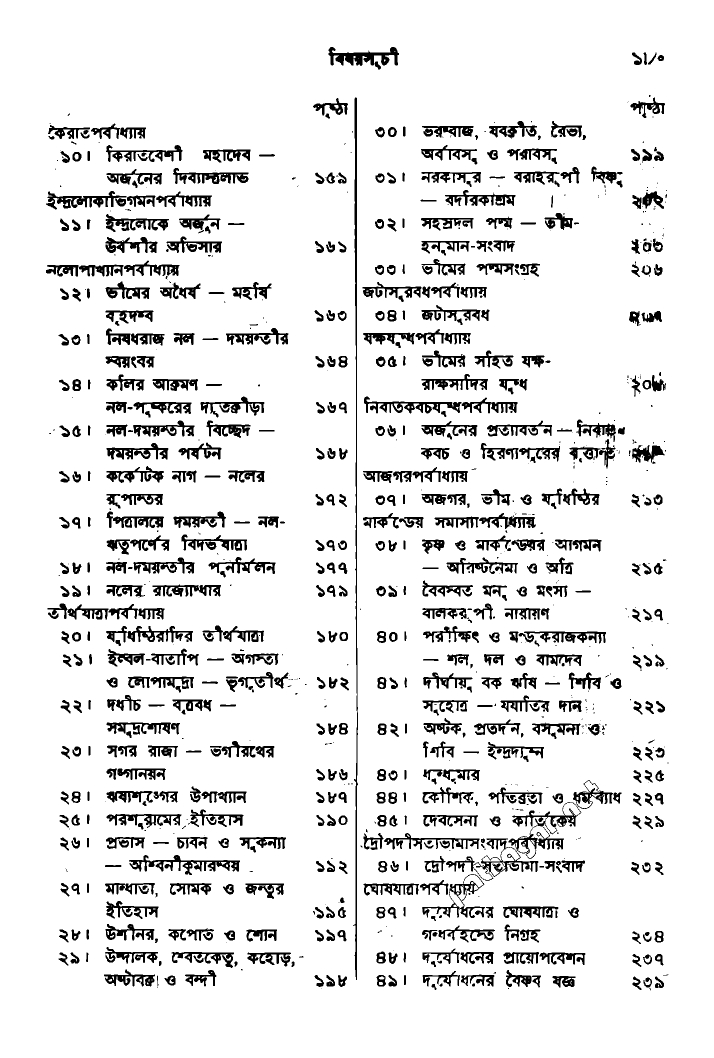 বিষয়সূচী ১৷/০
পৃষ্ঠা
কৈরাতপর্বাধ্যায়
১০। কিরাতবেশী মহাদেব —
অর্জুনের দিব্যাস্ত্রলাভ ১৫৯
ইন্দ্রলোকাভিগমনপর্বাধ্যায়
১১। ইন্দ্রলোকে অর্জুন —
উর্বশীর অভিসার ১৬১
নলোপাখ্যানপর্বাধ্যায়
১২। ভীমের অধৈর্য — মহর্ষি
বৃহদশ্ব ১৬৩
১৩। নিষধরাজ নল — দময়ন্তীর
স্বয়ংবর ১৬৪
১৪। কলির আক্রমণ —
নল-পুষ্করের দ্যূতক্রীড়া ১৬৭
১৫। নল-দময়ন্তীর বিচ্ছেদ —
দময়ন্তীর পর্যটন ১৬৮
১৬। কর্কোটক নাগ — নলের
রূপান্তর ১৭২
১৭। পিত্রালয়ে দময়ন্তী — নল-
ঋতুপর্ণের বিদর্ভযাত্রা ১৭৩
১৮। নল-দময়ন্তীর পুনর্মিলন ১৭৭
১৯। নলের রাজ্যোদ্ধার ১৭৯
তীর্থযাত্রাপর্বাধ্যায়
২০। যুধিষ্ঠিরাদির তীর্থযাত্রা ১৮০
২১। ইল্বল-বাতাপি — অগস্ত্য
ও লোপামুদ্রা — ভৃগুতীর্থ ১৮২
২২। দধীচ — বৃত্রবধ —
সমুদ্রশোষণ ১৮৪
২৩। সগর রাজা — ভগীরথের
গঙ্গানয়ন ১৮৬
২৪। ঋষ্যশৃঙ্গের উপাখ্যান ১৮৭
২৫। পরশুরামের ইতিহাস ১৯০
২৬। প্রভাস — চ্যবন ও সুকন্যা
— অশ্বিনীকুমারদ্বয় ১৯২
২৭। মান্ধাতা, সোমক ও জন্তুর
ইতিহাস ১৯৫
২৮। উশীনর, কপোত ও শ্যেন ১৯৭
২৯। উদ্দালক, শ্বেতকেতু, কহোড়,
অষ্টাবক্র ও বন্দী ১৯৮
পৃষ্ঠা
৩০। ভরদ্বাজ, যবক্রীত, রৈভ্য,
অর্বাবসু ও পরাবসু ১৯৯
৩১। নরকাসুর — বরাহরূপী বিষ্ণু
— বদরিকাশ্রম ২০২
৩২। সহস্রদল পদ্ম — ভীম-
হনুমান-সংবাদ ২০৩
৩৩। ভীমের পদ্মসংগ্রহ ২০৬
জটাসুরবধপর্বাধ্যায়
৩৪। জটাসুরবধ
যক্ষযুদ্ধপর্বাধ্যায়
৩৫। ভীমের সহিত যক্ষ-
রাক্ষসাদির যুদ্ধ
নিবাতকবচযুদ্ধপর্বাধ্যায়
৩৬। অর্জুনের প্রত্যাবর্তন — নিবাত-
কবচ ও হিরণ্যপুরের বৃত্তান্ত
আজগরপর্বাধ্যায়
৩৭। অজগর, ভীম ও যুধিষ্ঠির ২১৩
মার্কণ্ডেয় সমাস্যাপর্বাধ্যায়
৩৮। কৃষ্ণ ও মার্কণ্ডেয়র আগমন
— অরিষ্টনেমা ও অত্রি ২১৫
৩৯। বৈবস্বত মনু ও মৎস্য —
বালকরূপী নারায়ণ ২১৭
৪০। পরীক্ষিৎ ও মণ্ডূকরাজকন্যা
— শল, দল ও বামদেব ২১৯
৪১। দীর্ঘায়ু বক ঋষি — শিবি ও
সুহোত্র — যযাতির দান ২২১
৪২। অষ্টক, প্রতর্দন, বসুমনা ও
শিবি — ইন্দ্রদ্যুম্ন ২২৩
৪৩। ধুন্ধুমার ২২৫
৪৪। কৌশিক, পতিব্রতা ও ধর্মব্যাধ ২২৭
৪৫। দেবসেনা ও কার্তিকেয় ২২৯
দ্রৌপদীসত্যভামাসংবাদপর্বাধ্যায়
৪৬। দ্রৌপদী-সত্যভামা-সংবাদ ২৩২
ঘোষযাত্রাপর্বাধ্যায়
৪৭। দুর্যোধনের ঘোষযাত্রা ও
গন্ধর্বহস্তে নিগ্রহ ২৩৪
৪৮। দুর্যোধনের প্রায়োপবেশন ২৩৭
৪৯। দুর্যোধনের বৈষ্ণব যজ্ঞ ২৩৯
pathagar.net